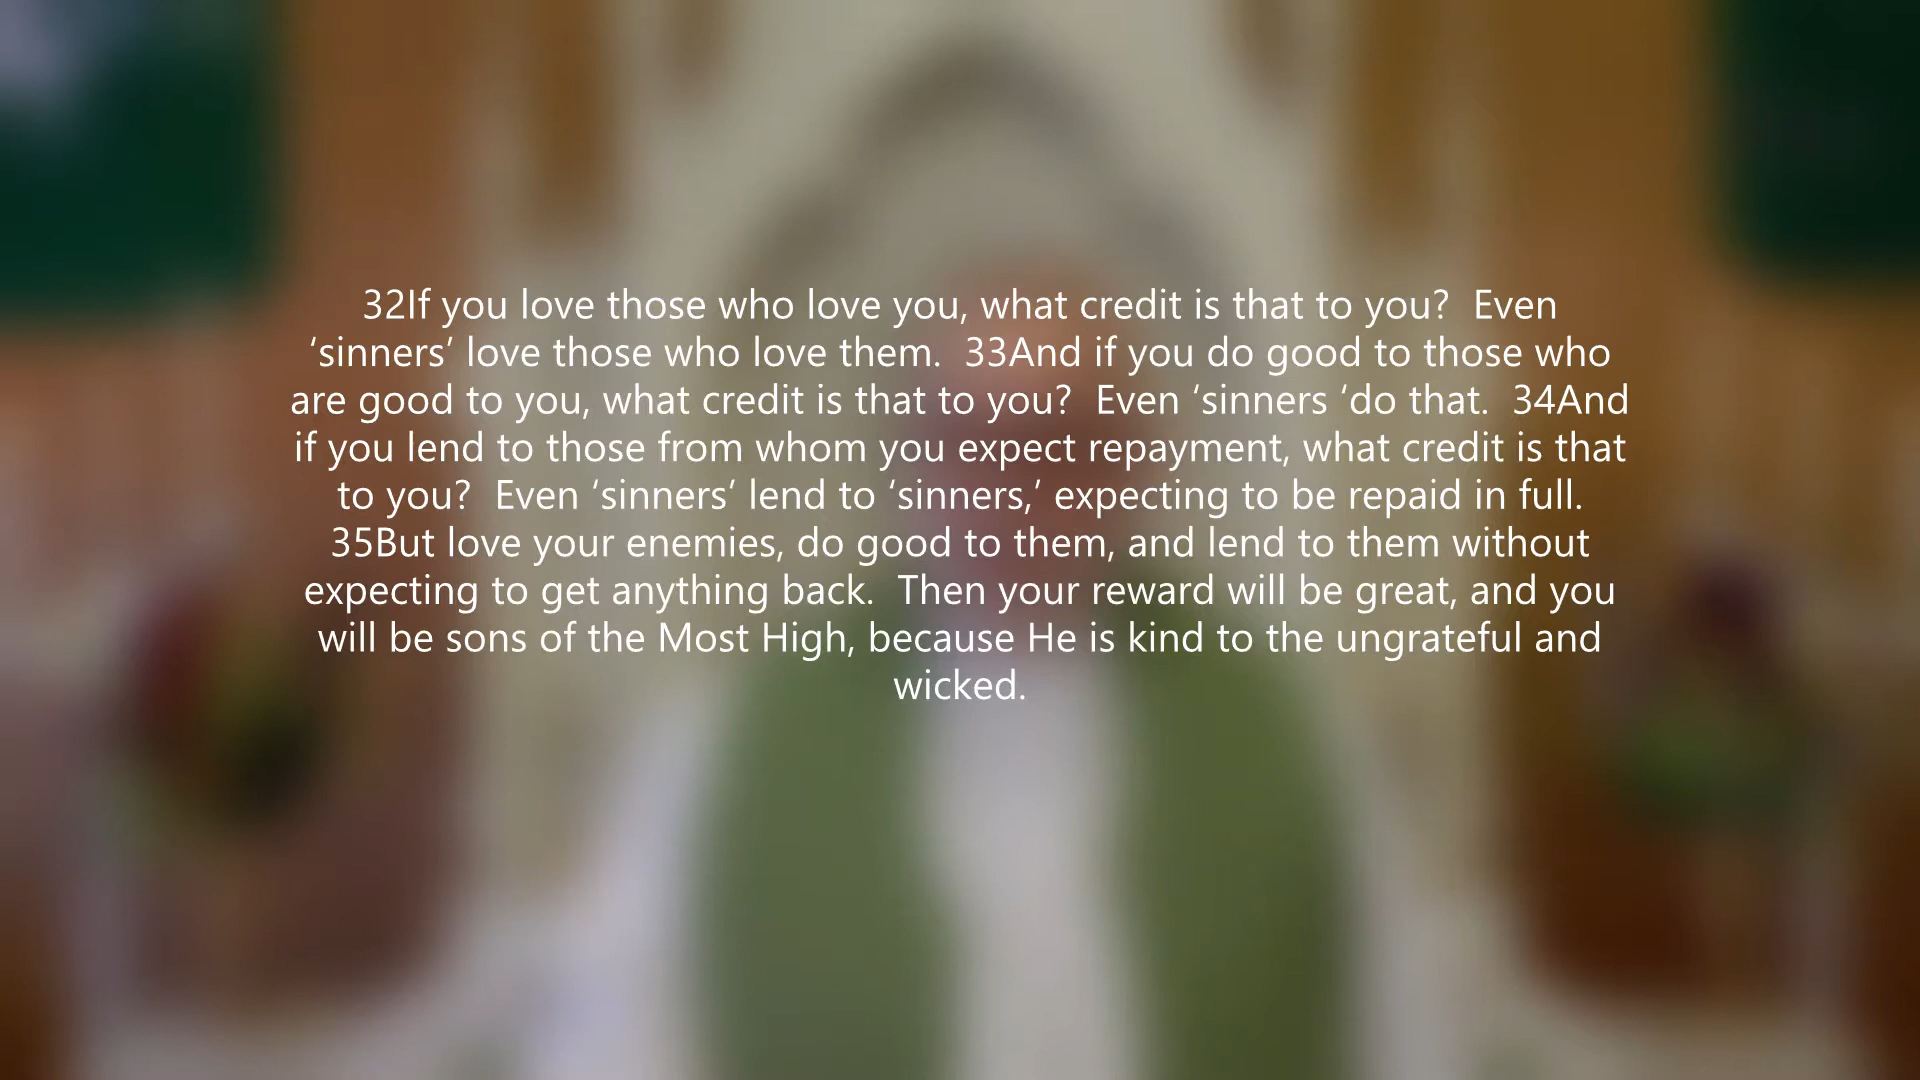 32If you love those who love you, what credit is that to you?  Even
‘sinners’ love those who love them.  33And if you do good to those who
are good to you, what credit is that to you?  Even ‘sinners ‘do that.  34And
if you lend to those from whom you expect repayment, what credit is that
to you?  Even ‘sinners’ lend to ‘sinners,’ expecting to be repaid in full.
35But love your enemies, do good to them, and lend to them without
expecting to get anything back.  Then your reward will be great, and you
will be sons of the Most High, because He is kind to the ungrateful and
wicked.